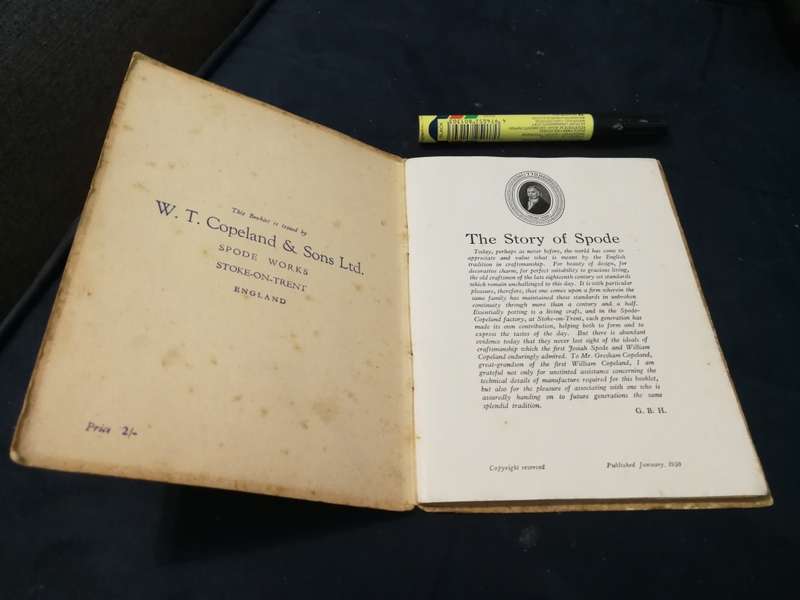 This Booklet is issued by
W. T. Copeland & Sons Ltd.
SPODE WORKS
STOKE-ON-TRENT
ENGLAND
Price 2/-
The Story of Spode
Today, perhaps as never before, the world has come to
appreciate and value what is meant by the English
tradition in craftsmanship. For beauty of design, for
decorative charm, for perfect suitability to gracious living,
the old craftsmen of the late eighteenth century set standards
which remain unchallenged to this day. It is with particular
pleasure, therefore, that one comes upon a firm wherein the
same family has maintained these standards in unbroken
continuity through more than a century and a half.
Essentially potting is a living craft, and in the Spode-
Copeland factory, at Stoke-on-Trent, each generation has
made its own contribution, helping both to form and to
express the tastes of the day. But there is abundant
evidence today that they never lost sight of the ideals of
craftsmanship which the first Josiah Spode and William
Copeland enduringly admired. To Mr. Gresham Copeland,
great-grandson of the first William Copeland, I am
grateful not only for unstinted assistance concerning the
technical details of manufacture required for this booklet,
but also for the pleasure of associating with one who is
assuredly handing on to future generations the same
splendid tradition.
G. B. H.
Copyright reserved
Published January, 1950